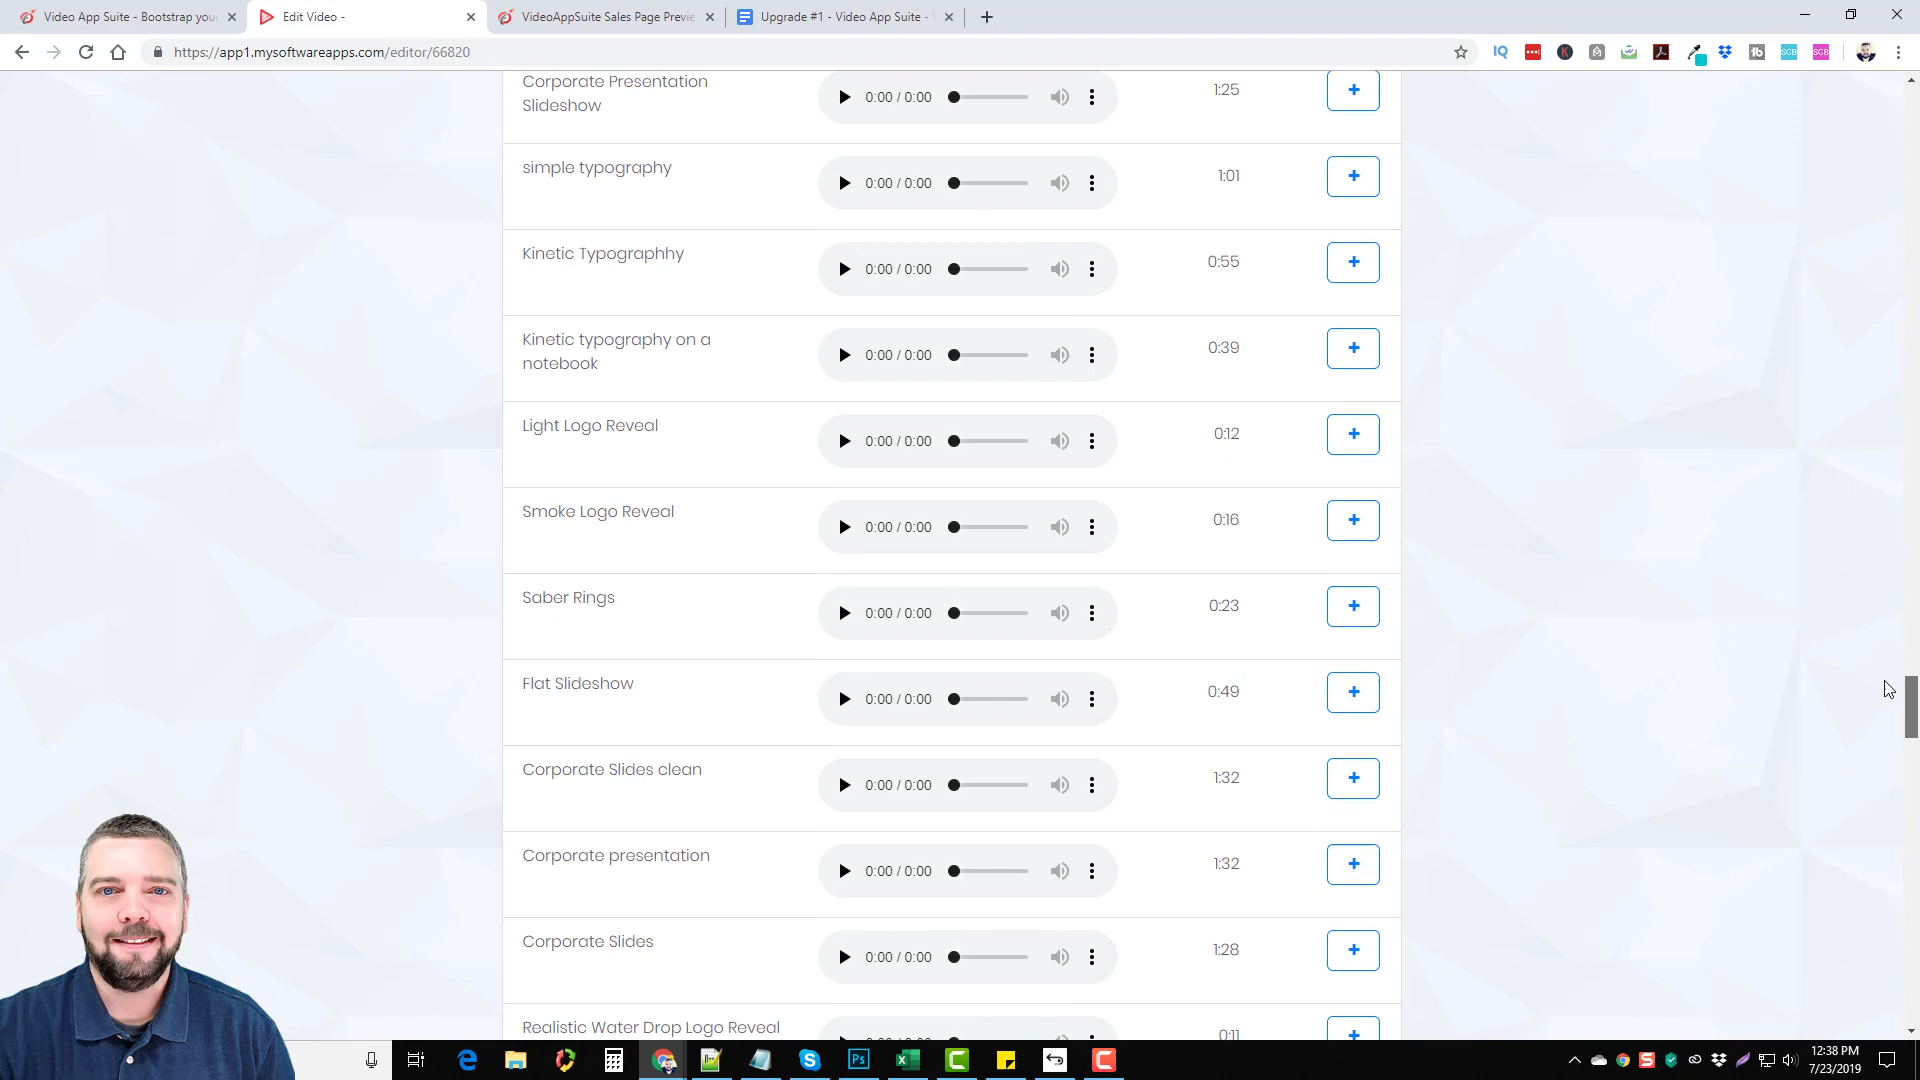 Video App Suite - Bootstrap you
Edit Video -
VideoAppSuite Sales Page Previe
Upgrade #1 - Video App Suite -
https://app1.mysoftwareapps.com/editor/66820
Corporate Presentation
Slideshow
0:00 / 0:00
1:25
+
simple typography
0:00 / 0:00
1:01
+
Kinetic Typographhy
0:00 / 0:00
0:55
+
Kinetic typography on a
notebook
0:00 / 0:00
0:39
+
Light Logo Reveal
0:00 / 0:00
0:12
+
Smoke Logo Reveal
0:00 / 0:00
0:16
+
Saber Rings
0:00 / 0:00
0:23
+
Flat Slideshow
0:00 / 0:00
0:49
+
Corporate Slides clean
0:00 / 0:00
1:32
+
Corporate presentation
0:00 / 0:00
1:32
+
Corporate Slides
0:00 / 0:00
1:28
+
Realistic Water Drop Logo Reveal
0:11
+
12:38 PM
7/23/2019